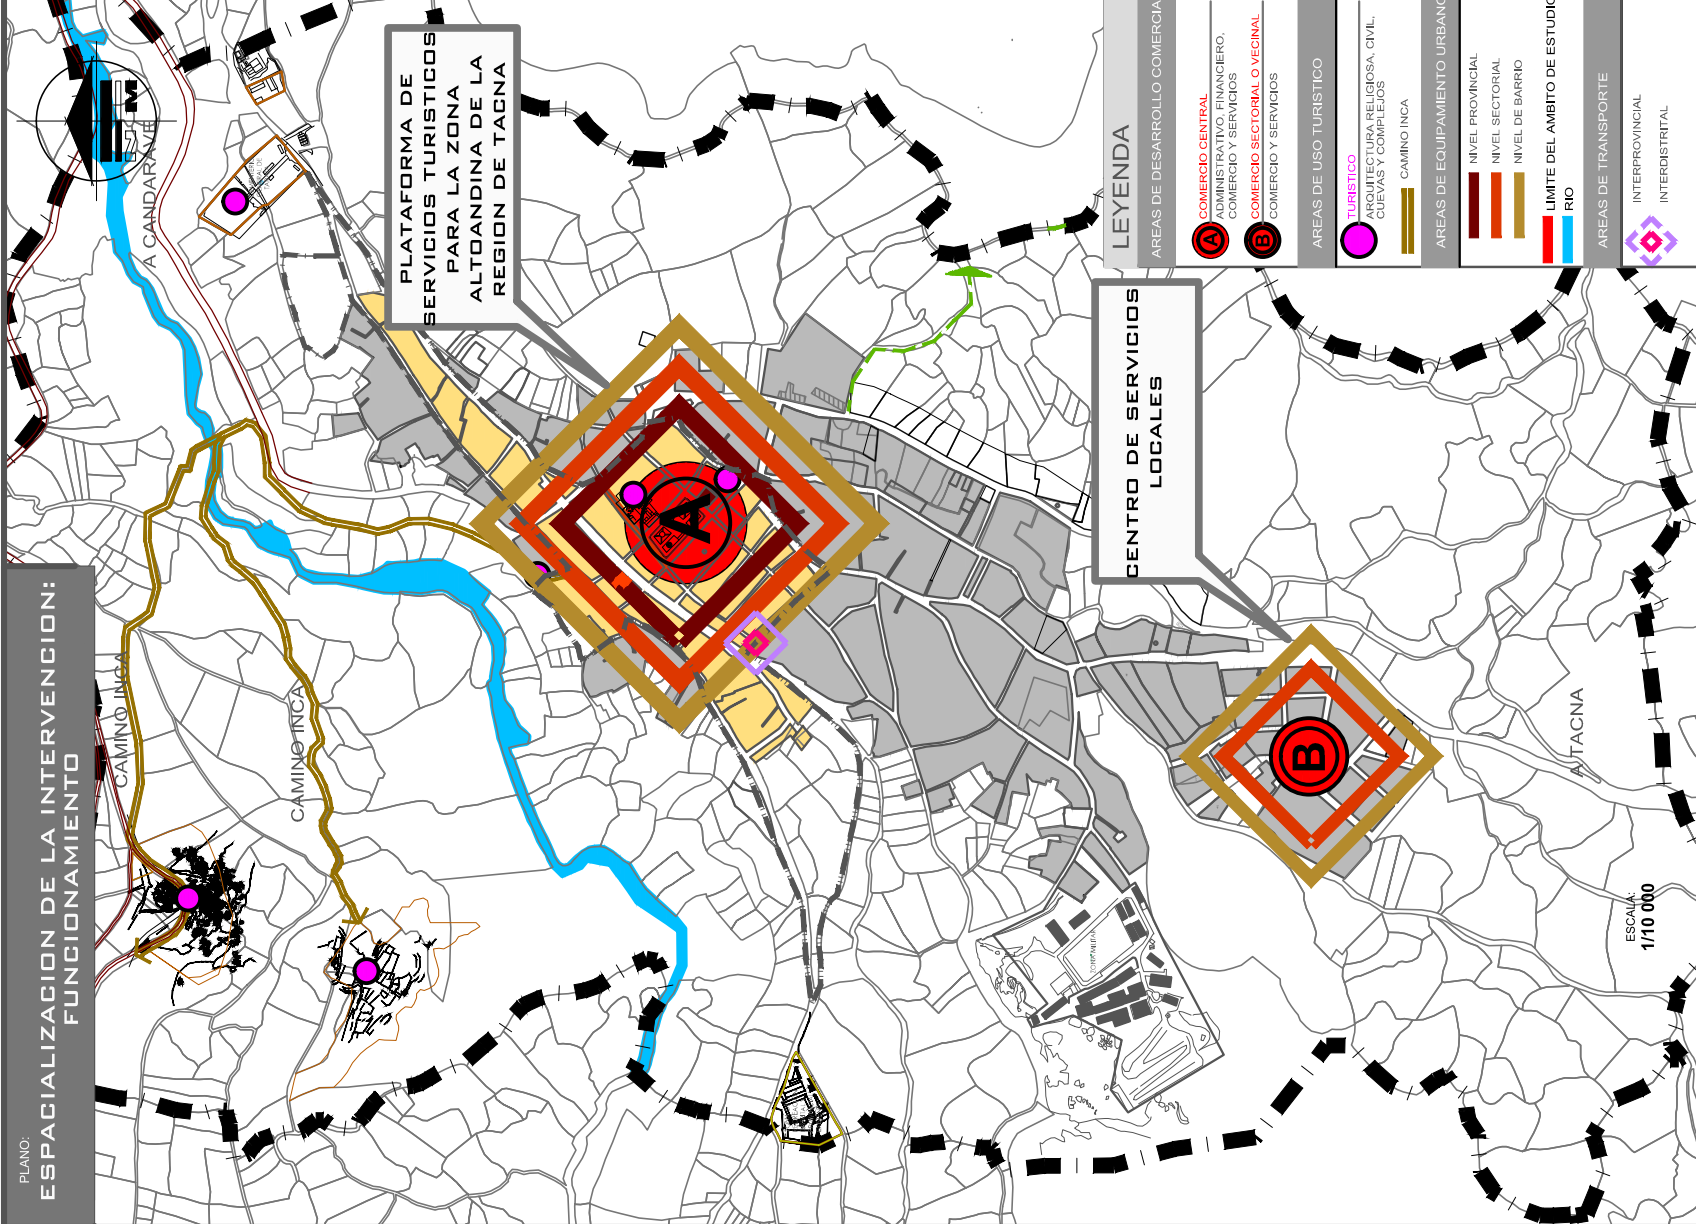 PLANO:
ESPACIALIZACION DE LA INTERVENCION:
FUNCIONAMIENTO
A CANDARAVE
CAMINO INCA
CAMINO INCA
PLATAFORMA DE
SERVICIOS TURISTICOS
PARA LA ZONA
ALTOANDINA DE LA
REGION DE TACNA
A
CENTRO DE SERVICIOS
LOCALES
B
A TACNA
ESCALA:
1/10 000
LEYENDA
AREAS DE DESARROLLO COMERCIA
A
COMERCIO CENTRAL
ADMINISTRATIVO, FINANCIERO,
COMERCIO Y SERVICIOS
B
COMERCIO SECTORIAL O VECINAL
COMERCIO Y SERVICIOS
AREAS DE USO TURISTICO
TURISTICO
ARQUITECTURA RELIGIOSA, CIVIL,
CUEVAS Y COMPLEJOS
CAMINO INCA
AREAS DE EQUIPAMIENTO URBANO
NIVEL PROVINCIAL
NIVEL SECTORIAL
NIVEL DE BARRIO
LIMITE DEL AMBITO DE ESTUDIO
RIO
AREAS DE TRANSPORTE
INTERPROVINCIAL
INTERDISTRITAL